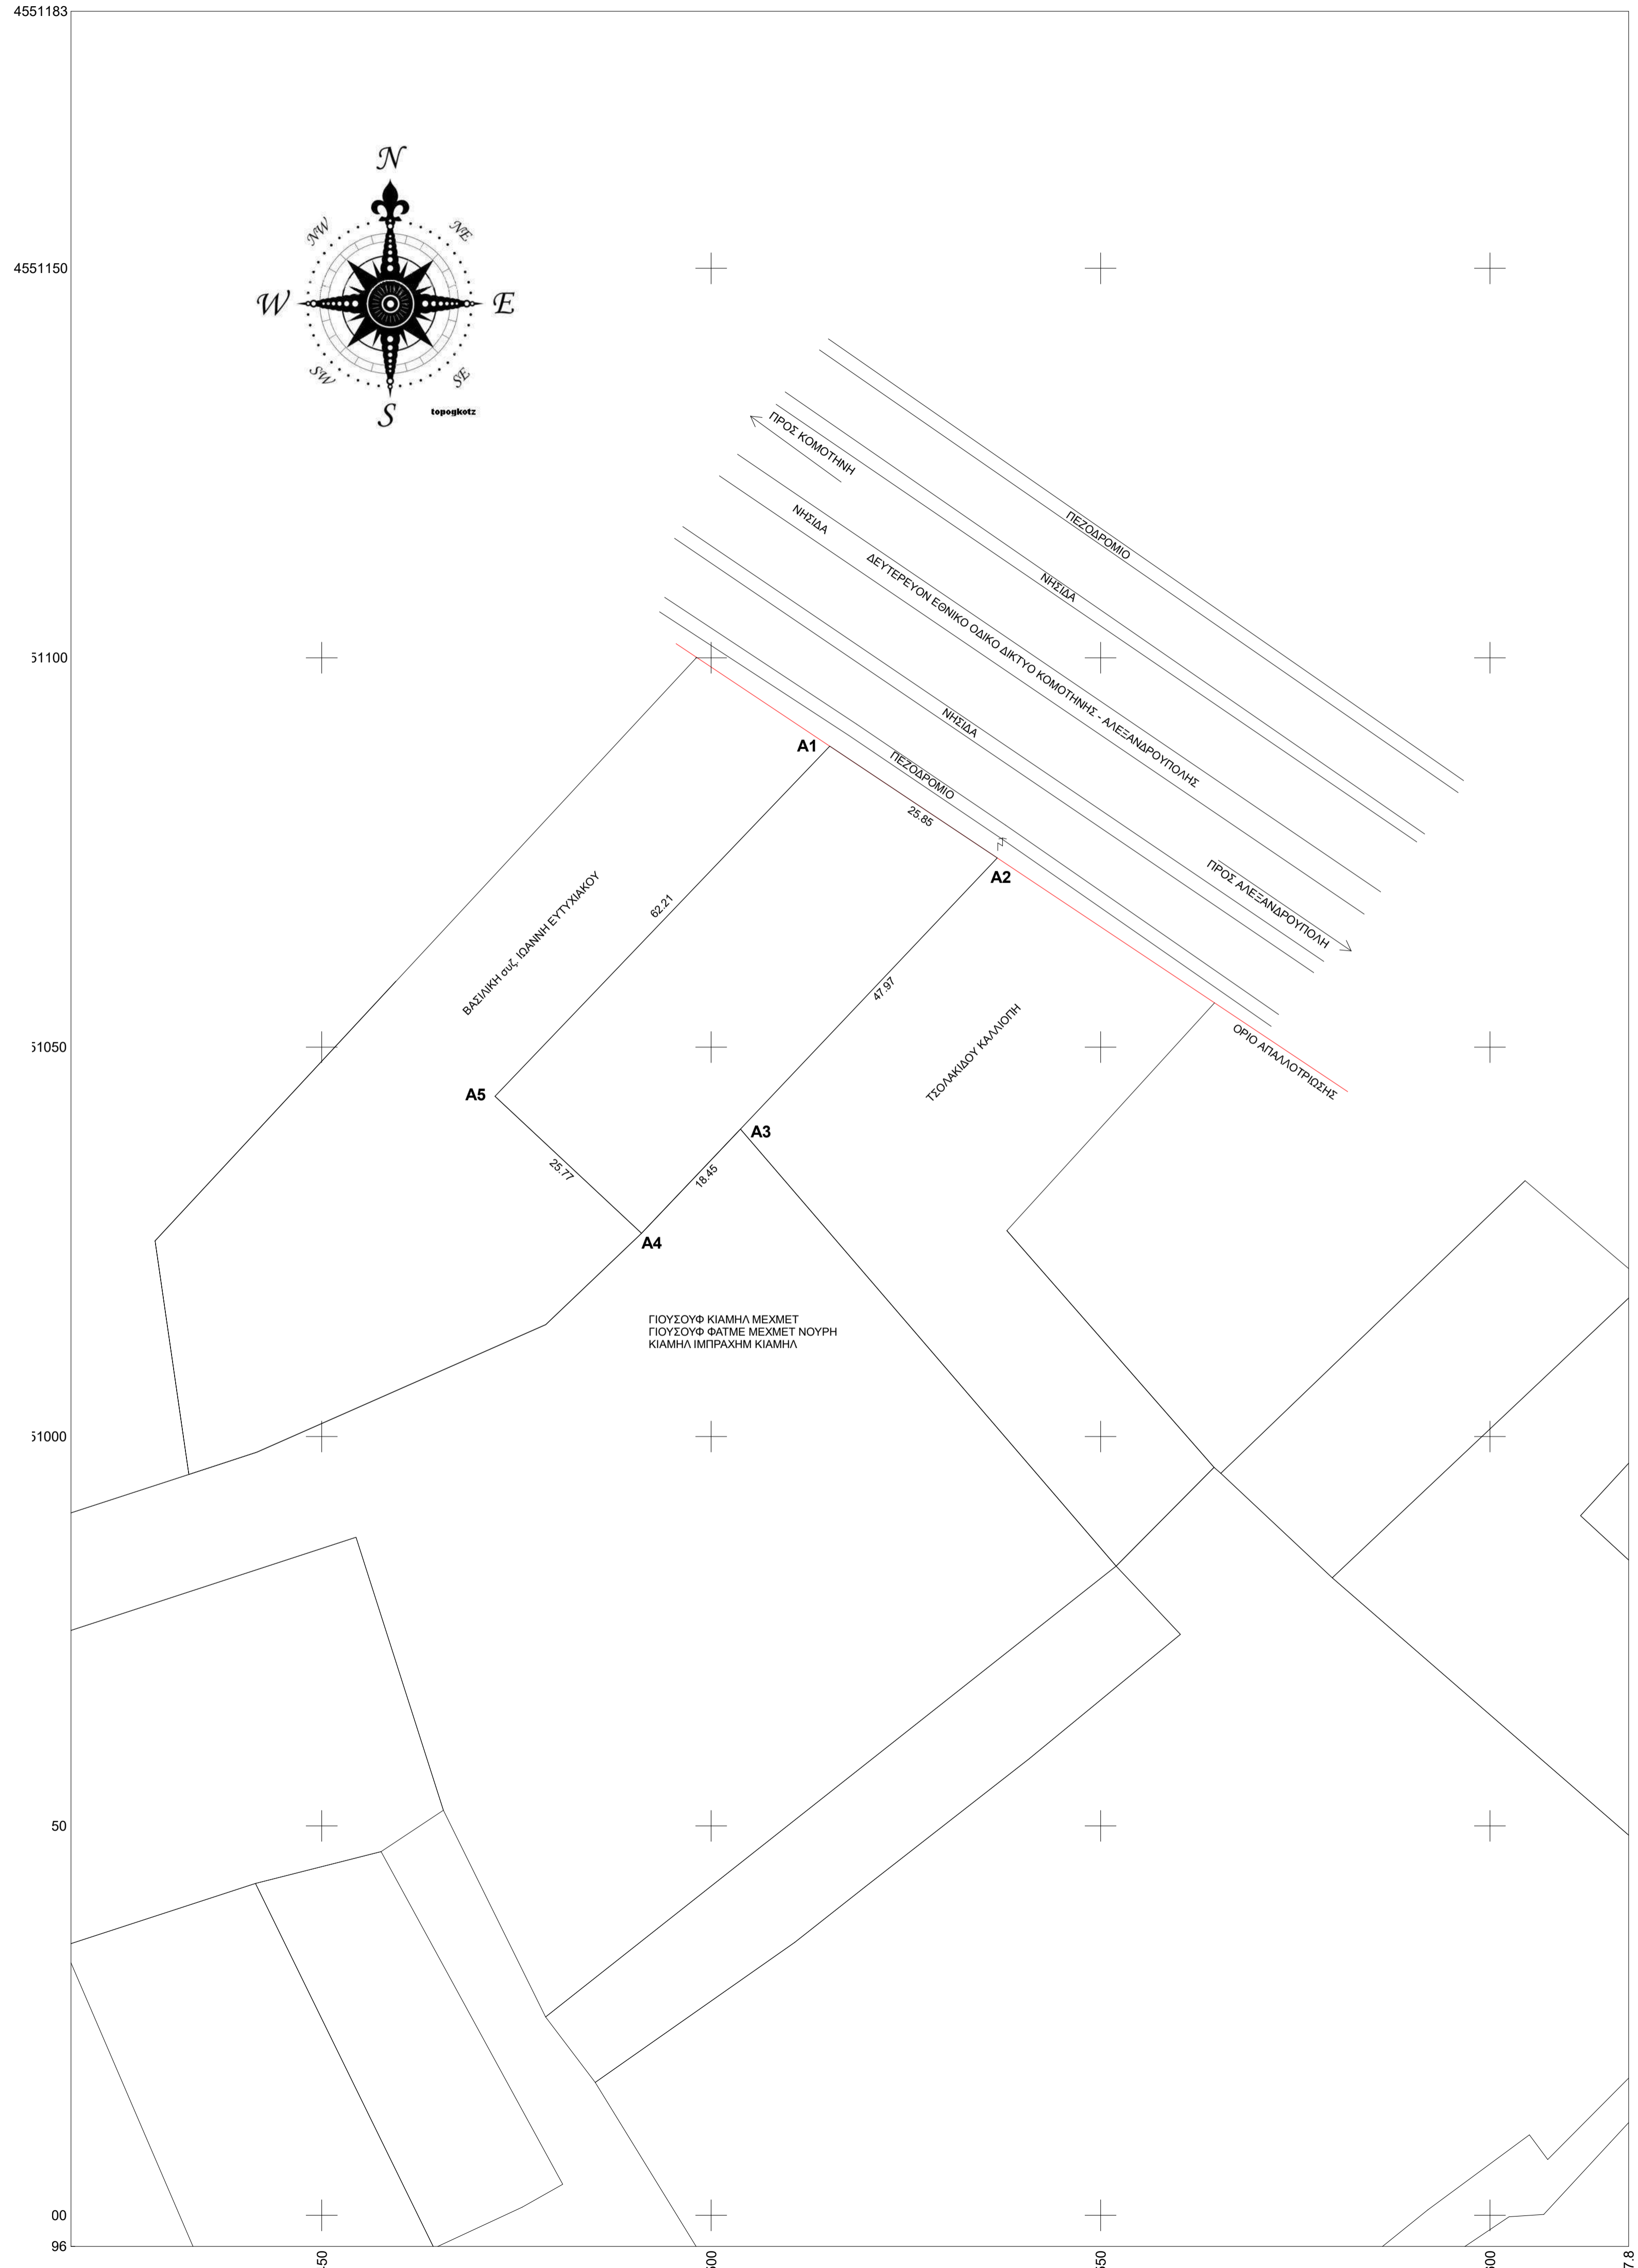 4551183
N
NW
NE
W
E
SW
SE
S
topogkotz
4551150
ΠΡΟΣ ΚΟΜΟΤΗΝΗ
ΠΕΖΟΔΡΟΜΙΟ
ΝΗΣΙΔΑ
ΝΗΣΙΔΑ
ΔΕΥΤΕΡΕΥΟΝ ΕΘΝΙΚΟ ΟΔΙΚΟ ΔΙΚΤΥΟ ΚΟΜΟΤΗΝΗΣ - ΑΛΕΞΑΝΔΡΟΥΠΟΛΗΣ
51100
ΝΗΣΙΔΑ
A1
ΠΕΖΟΔΡΟΜΙΟ
25.85
A2
ΠΡΟΣ ΑΛΕΞΑΝΔΡΟΥΠΟΛΗ
62.21
ΒΑΣΙΛΙΚΗ συζ. ΙΩΑΝΝΗ ΕΥΤΥΧΙΑΚΟΥ
47.97
ΤΣΟΛΑΚΙΔΟΥ ΚΑΛΛΙΟΠΗ
51050
ΟΡΙΟ ΑΠΑΛΛΟΤΡΙΩΣΗΣ
A5
A3
25.77
18.45
A4
ΓΙΟΥΣΟΥΦ ΚΙΑΜΗΛ ΜΕΧΜΕΤ
ΓΙΟΥΣΟΥΦ ΦΑΤΜΕ ΜΕΧΜΕΤ ΝΟΥΡΗ
ΚΙΑΜΗΛ ΙΜΠΡΑΧΗΜ ΚΙΑΜΗΛ
51000
50
00
96
50
00
50
00
7.8